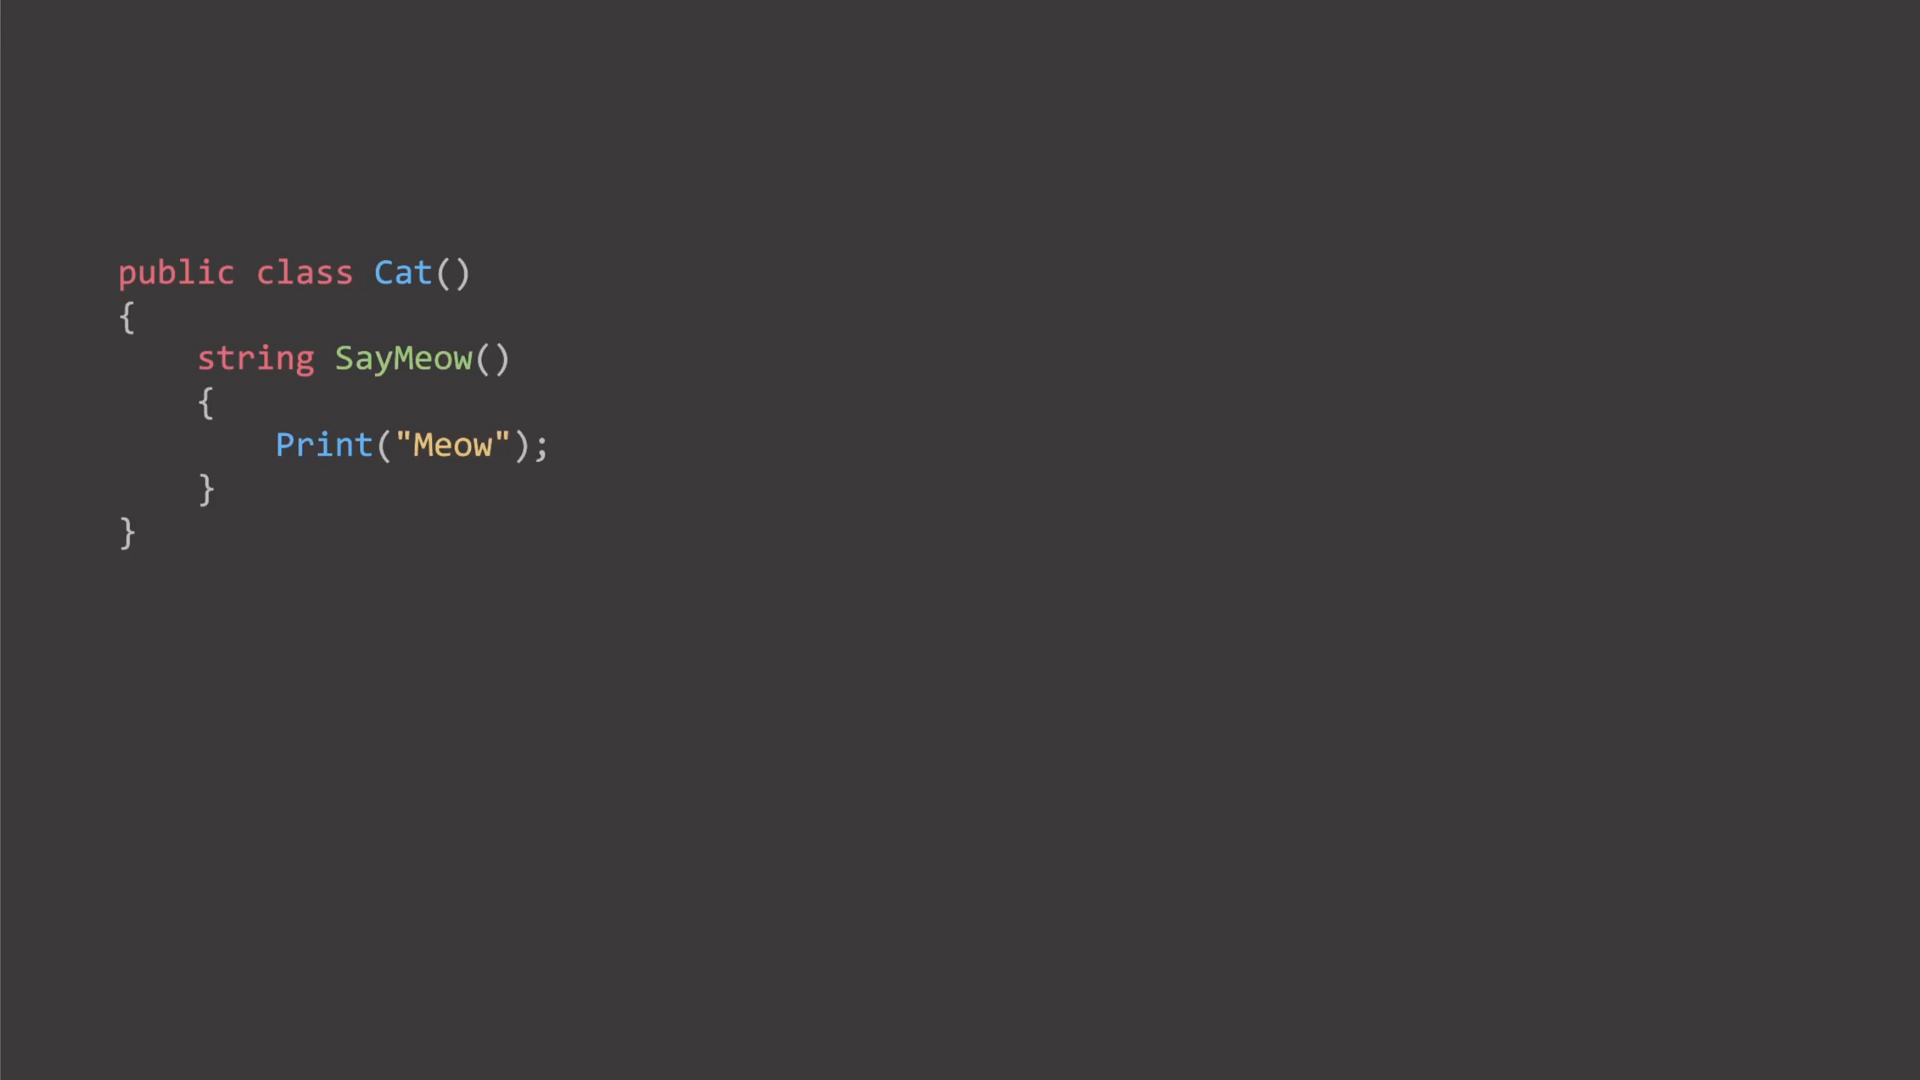 public class Cat()
{
    string SayMeow()
    {
        Print("Meow");
    }
}